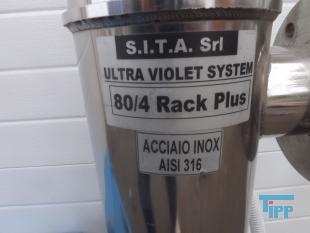 S.I.T.A. Srl
ULTRA VIOLET SYSTEM
80/4 Rack Plus
ACCIAIO INOX
AISI 316
TIPP